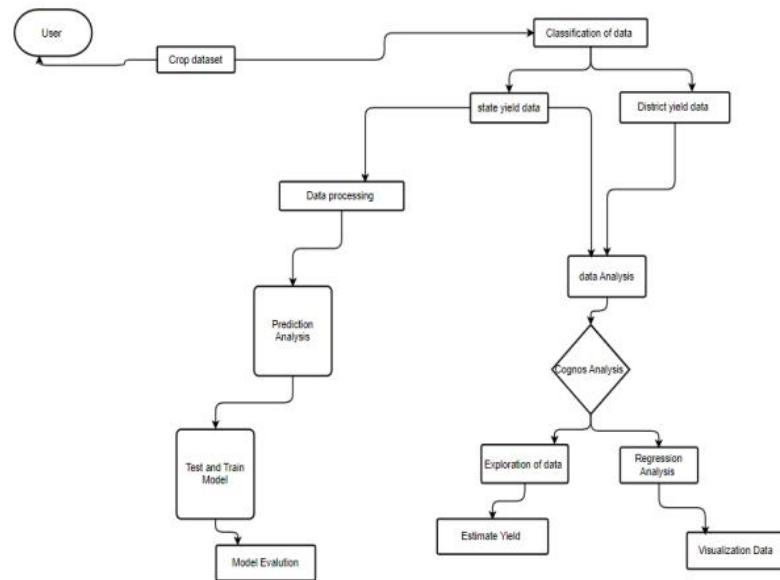 User
Classification of data
Crop dataset
state yield data
District yield data
Data processing
data Analysis
Prediction
Analysis
Cognos Analysis
Test and Train
Model
Exploration of data
Regression
Analysis
Estimate Yield
Visualization Data
Model Evalution